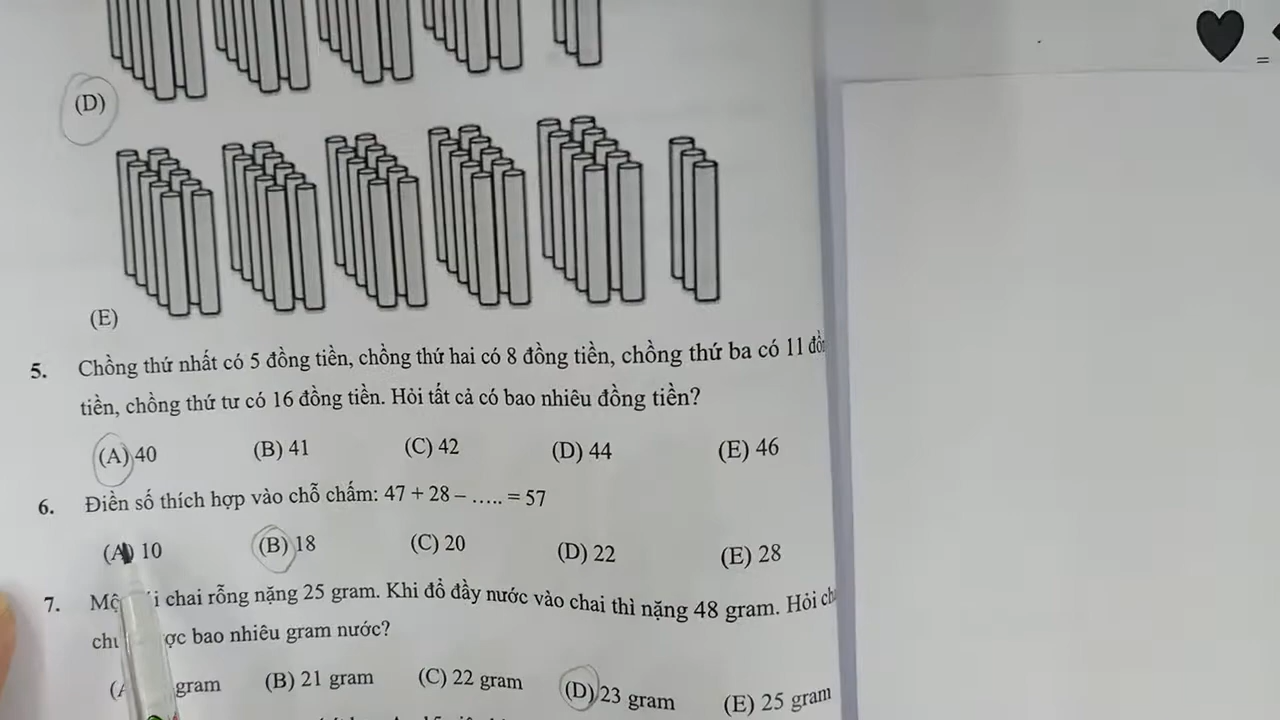 (D)
(E)
5. Chồng thứ nhất có 5 đồng tiền, chồng thứ hai có 8 đồng tiền, chồng thứ ba có 11
tiền, chồng thứ tư có 16 đồng tiền. Hỏi tất cả có bao nhiêu đồng tiền?
(A) 40 (B) 41 (C) 42 (D) 44 (E) 46
6. Điền số thích hợp vào chỗ chấm: 47 + 28 – ..... = 57
(A) 10 (B) 18 (C) 20 (D) 22 (E) 28
7. chai rỗng nặng 25 gram. Khi đổ đầy nước vào chai thì nặng 48 gram. Hỏi
bao nhiêu gram nước?
gram (B) 21 gram (C) 22 gram (D) 23 gram (E) 25 gram
=